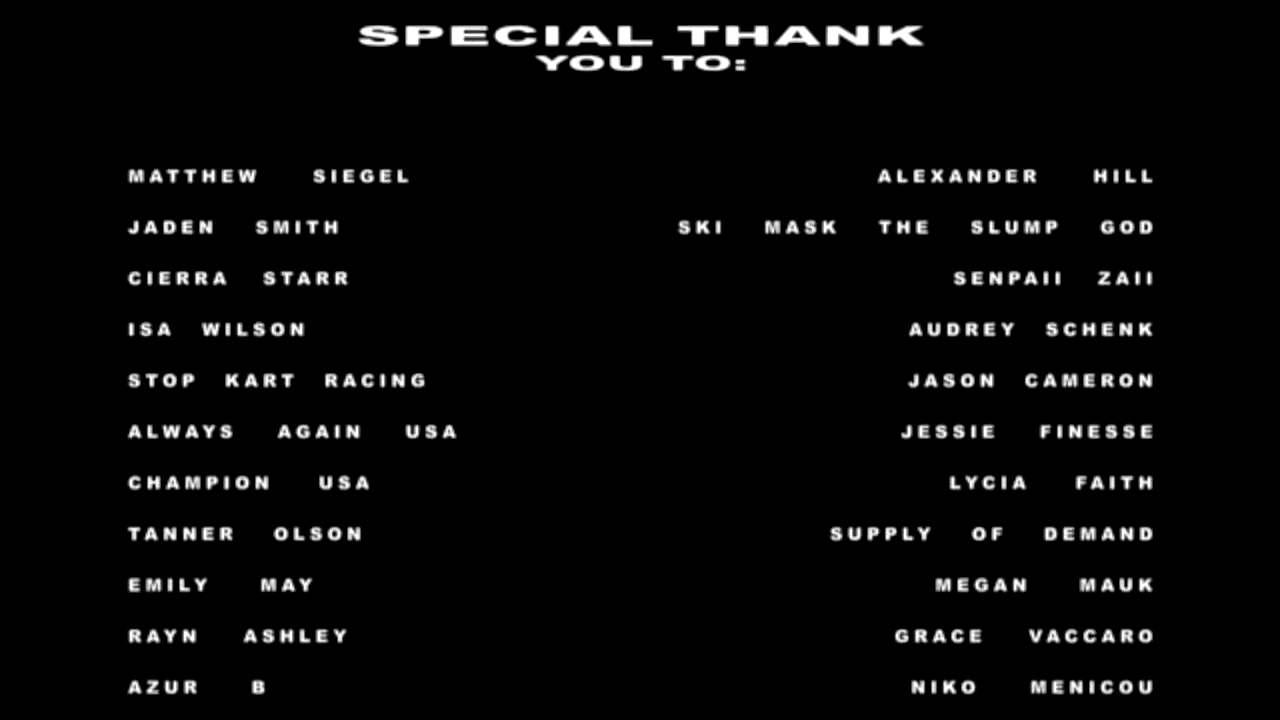 SPECIAL THANK
YOU TO:
MATTHEW SIEGEL ALEXANDER HILL
JADEN SMITH SKI MASK THE SLUMP GOD
CIERRA STARR SENPAII ZAII
ISA WILSON AUDREY SCHENK
STOP KART RACING JASON CAMERON
ALWAYS AGAIN USA JESSIE FINESSE
CHAMPION USA LYCIA FAITH
TANNER OLSON SUPPLY OF DEMAND
EMILY MAY MEGAN MAUK
RAYN ASHLEY GRACE VACCARO
AZUR B NIKO MENICOU